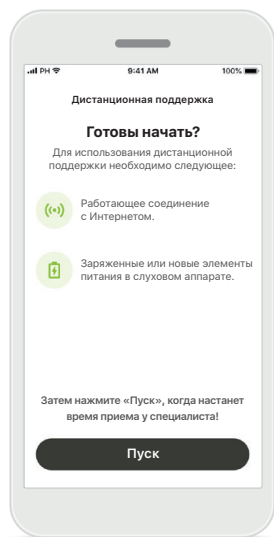 PH 9:41 AM 100%
Дистанционная поддержка
Готовы начать?
Для использования дистанционной
поддержки необходимо следующее:
Работающее соединение
с Интернетом.
Заряженные или новые элементы
питания в слуховом аппарате.
Затем нажмите «Пуск», когда настанет
время приема у специалиста!
Пуск